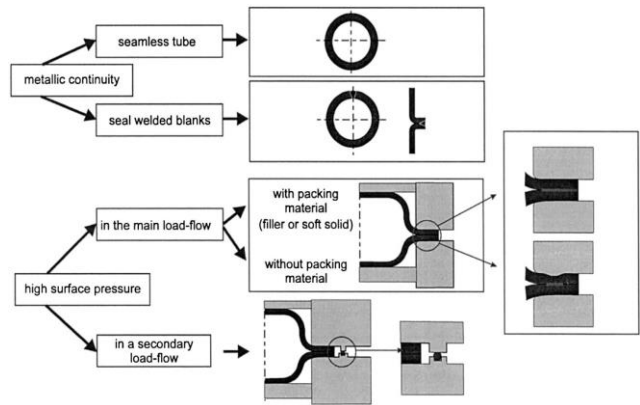 seamless tube
metallic continuity
seal welded blanks
with packing
material
(filler or soft solid)
in the main load-flow
without packing
material
high surface pressure
in a secondary
load-flow